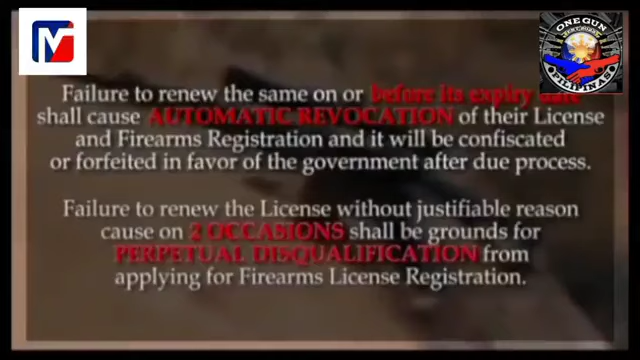 M
ONE GUN
PILIPINAS
Failure to renew the same on or before its expiry date
shall cause AUTOMATIC REVOCATION of their License
and Firearms Registration and it will be confiscated
or forfeited in favor of the government after due process.
Failure to renew the License without justifiable reason
cause on 2 OCCASIONS shall be grounds for
PERPETUAL DISQUALIFICATION from
applying for Firearms License Registration.